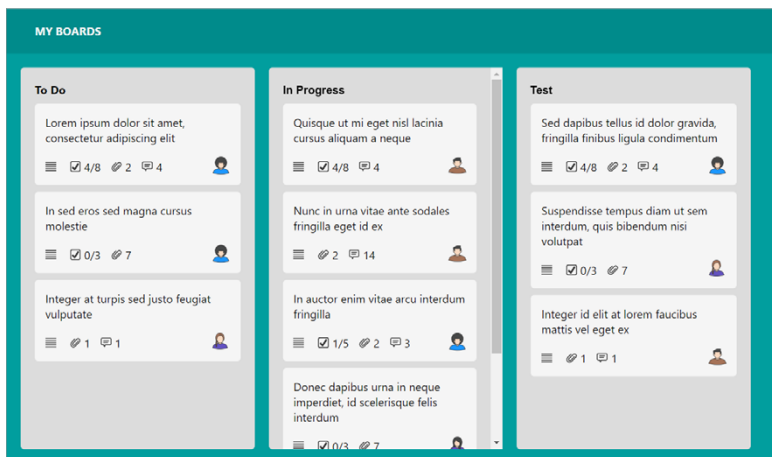 MY BOARDS
To Do
Lorem ipsum dolor sit amet,
consectetur adipiscing elit
4/8 2 4
In sed eros sed magna cursus
molestie
0/3 7
Integer at turpis sed justo feugiat
vulputate
1 1
In Progress
Quisque ut mi eget nisl lacinia
cursus aliquam a neque
4/8 4
Nunc in urna vitae ante sodales
fringilla eget id ex
2 14
In auctor enim vitae arcu interdum
fringilla
1/5 2 3
Donec dapibus urna in neque
imperdiet, id scelerisque felis
interdum
0/3 7
Test
Sed dapibus tellus id dolor gravida,
fringilla finibus ligula condimentum
4/8 2 4
Suspendisse tempus diam ut sem
interdum, quis bibendum nisi
volutpat
0/3 7
Integer id elit at lorem faucibus
mattis vel eget ex
1 1